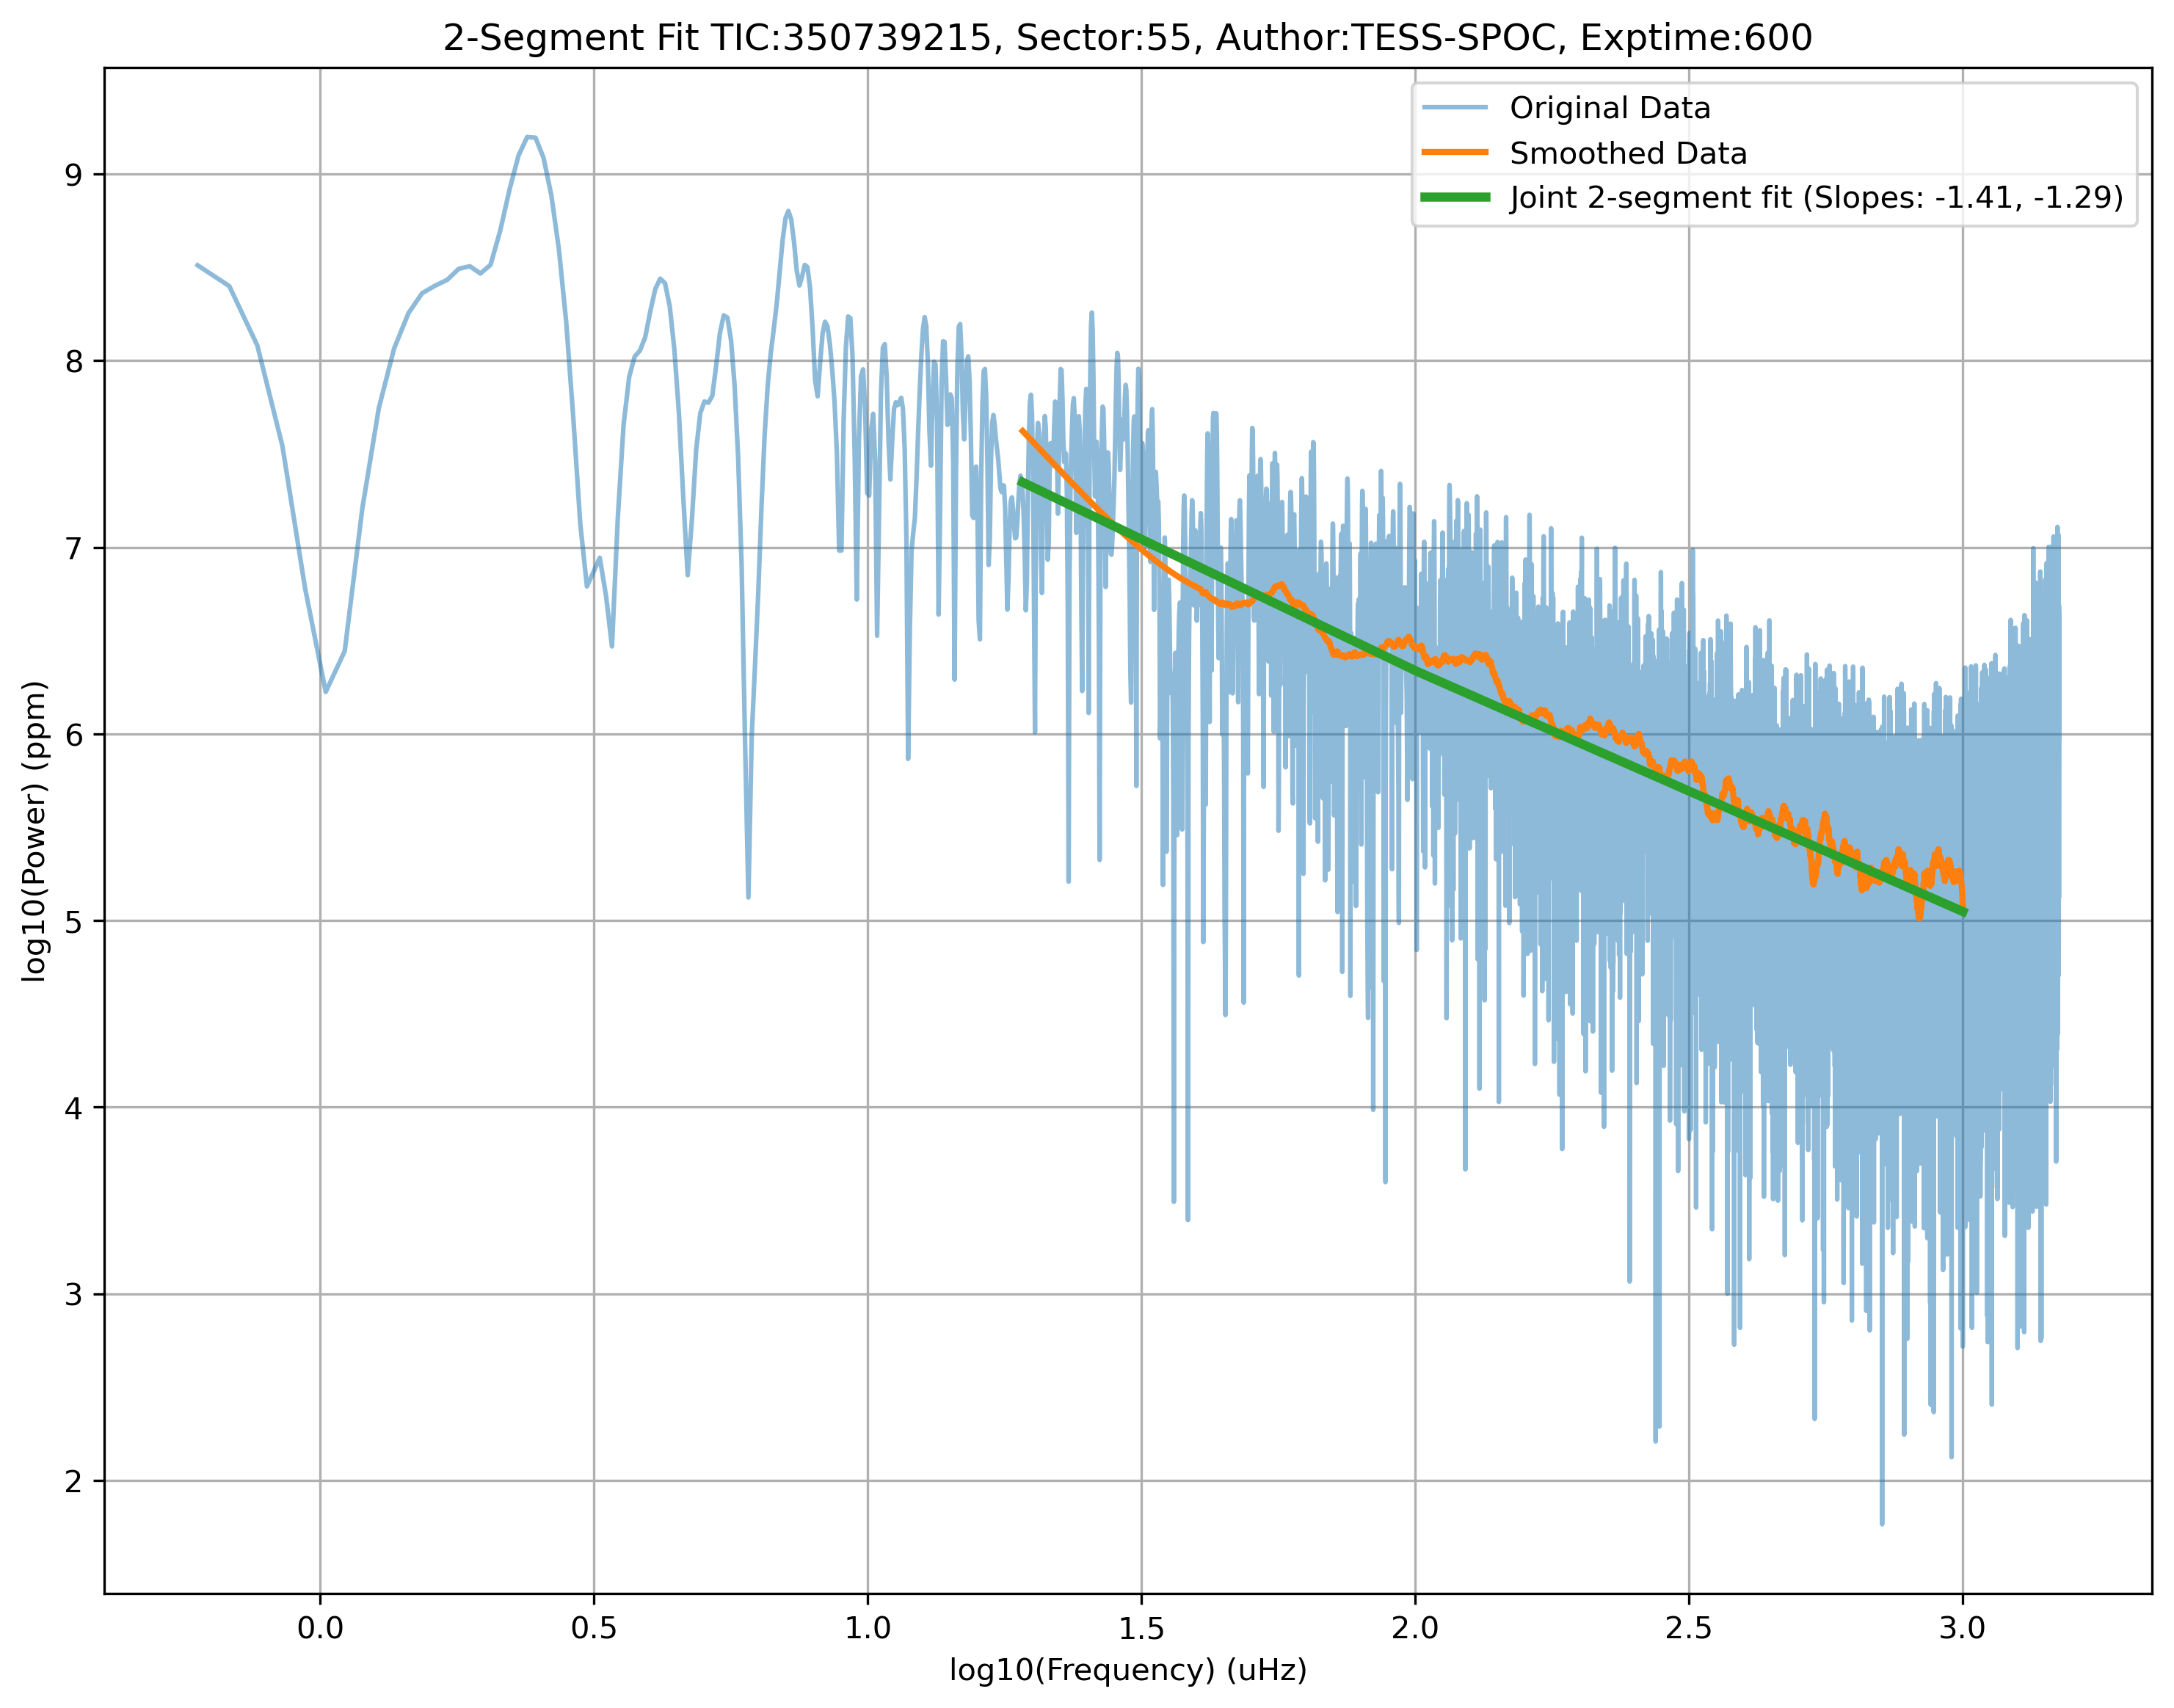 2-Segment Fit TIC:350739215, Sector:55, Author:TESS-SPOC, Exptime:600
Original Data
Smoothed Data
Joint 2-segment fit (Slopes: -1.41, -1.29)
log10(Power) (ppm)
9
8
7
6
5
4
3
2
0.0 0.5 1.0 1.5 2.0 2.5 3.0
log10(Frequency) (uHz)